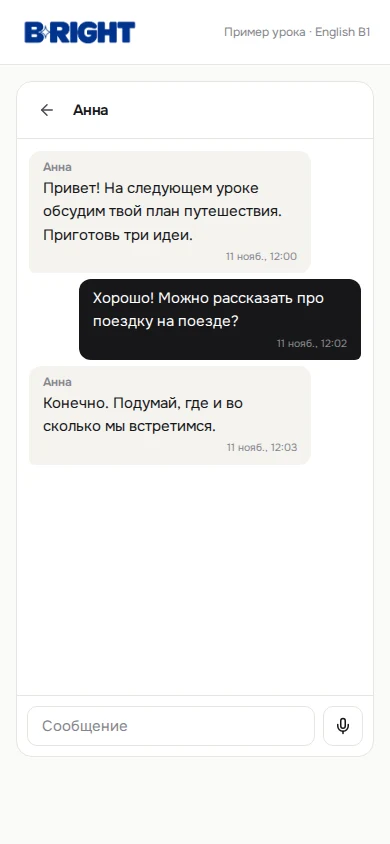 BRIGHT
Пример урока · English B1
Анна
Анна
Привет! На следующем уроке
обсудим твой план путешествия.
Приготовь три идеи.
11 нояб., 12:00
Хорошо! Можно рассказать про
поездку на поезде?
11 нояб., 12:02
Анна
Конечно. Подумай, где и во
сколько мы встретимся.
11 нояб., 12:03
Сообщение